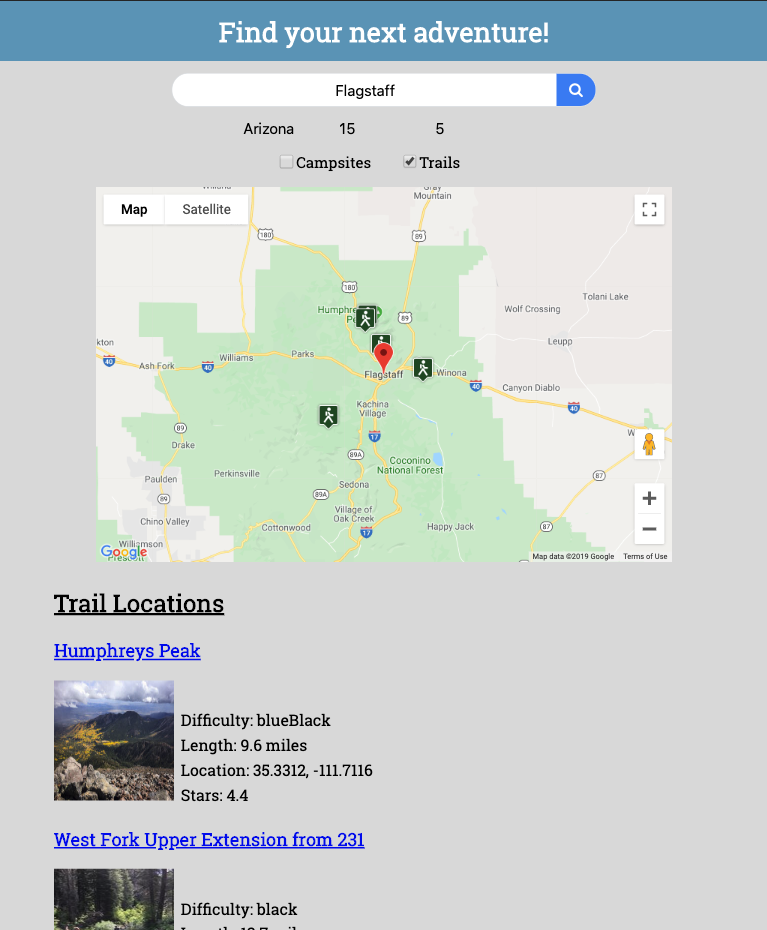 Find your next adventure!
Flagstaff
Arizona 15 5
Campsites Trails
Map Satellite
Gray
Mountain
180
89
Tolani Lake
180
Wolf Crossing
89
Leupp
40
Ash Fork
40
Williams
Parks
Flagstaff
Winona
40
Canyon Diablo
40
Kachina
Village
89
17
Drake
89A
Coconino
National Forest
Perkinsville
87
Paulden
Sedona
89
89A
Village of
Oak Creek
Chino Valley
Cottonwood
17
Happy Jack
87
Williamson
Prescott
Google
Map data ©2019 Google Terms of Use
Trail Locations
Humphreys Peak
Difficulty: blueBlack
Length: 9.6 miles
Location: 35.3312, -111.7116
Stars: 4.4
West Fork Upper Extension from 231
Difficulty: black